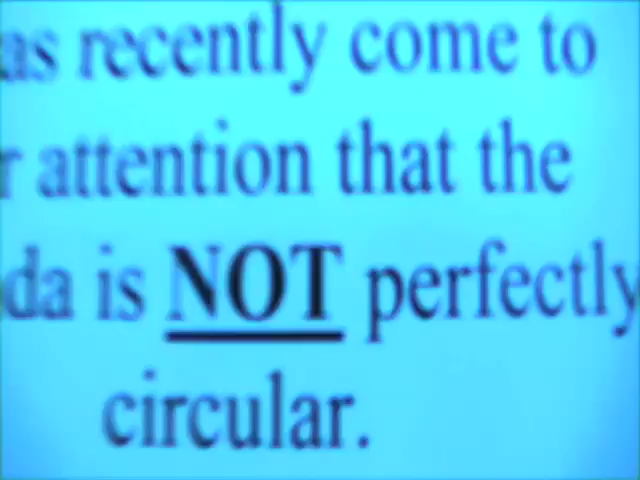 as recently come to
r attention that the
da is NOT perfectly
circular.